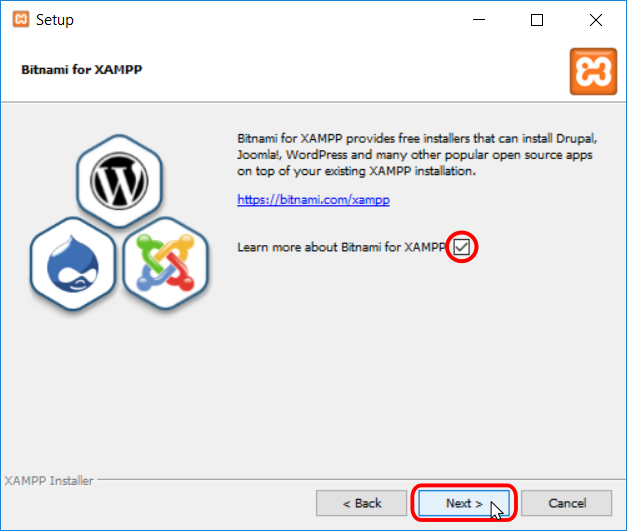 Setup
Bitnami for XAMPP
Bitnami for XAMPP provides free installers that can install Drupal,
Joomla!, WordPress and many other popular open source apps
on top of your existing XAMPP installation.
https://bitnami.com/xampp
Learn more about Bitnami for XAMPP
XAMPP Installer
< Back
Next >
Cancel